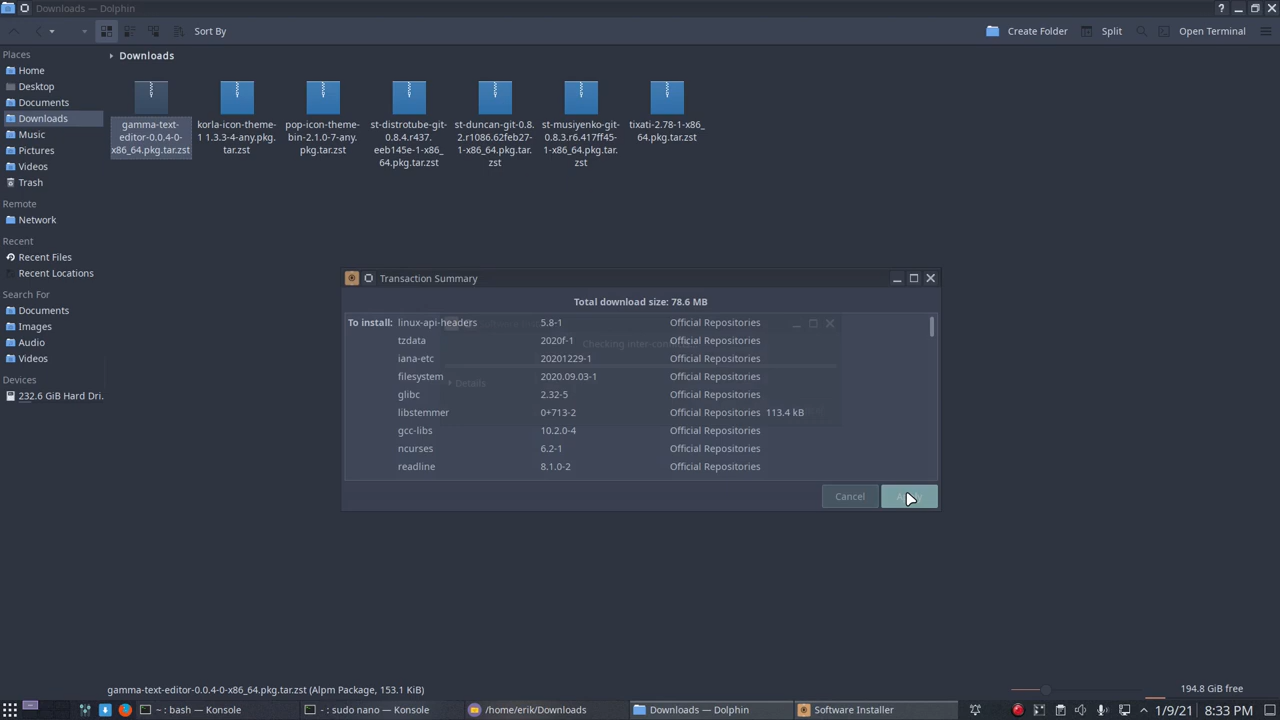 Downloads — Dolphin
Sort By
Create Folder
Split
Open Terminal
Places
Home
Desktop
Documents
Downloads
Music
Pictures
Videos
Trash
Remote
Network
Recent
Recent Files
Recent Locations
Search For
Documents
Images
Audio
Videos
Devices
232.6 GiB Hard Dri.
Downloads
gamma-text-
editor-0.0.4-0-
x86_64.pkg.tar.zst
korla-icon-theme-
1 1.3.3-4-any.pkg.
tar.zst
pop-icon-theme-
bin-2.1.0-7-any.
pkg.tar.zst
st-distrotube-git-
0.8.4.r437.
eeb145e-1-x86_
64.pkg.tar.zst
st-duncan-git-0.8.
2.r1086.62feb27-
1-x86_64.pkg.tar.
zst
st-musiyenko-git-
0.8.3.r6.417ff45-
1-x86_64.pkg.tar.
zst
tixati-2.78-1-x86_
64.pkg.tar.zst
Transaction Summary
Total download size: 78.6 MB
To install: linux-api-headers 5.8-1 Official Repositories
tzdata 2020f-1 Official Repositories
iana-etc 20201229-1 Official Repositories
filesystem 2020.09.03-1 Official Repositories
glibc 2.32-5 Official Repositories
libstemmer 0+713-2 Official Repositories 113.4 kB
gcc-libs 10.2.0-4 Official Repositories
ncurses 6.2-1 Official Repositories
readline 8.1.0-2 Official Repositories
Checking inter-con
Details
Cancel
gamma-text-editor-0.0.4-0-x86_64.pkg.tar.zst (Alpm Package, 153.1 KiB)
194.8 GiB free
~ : bash — Konsole
- : sudo nano — Konsole
/home/erik/Downloads
Downloads — Dolphin
Software Installer
1/9/21
8:33 PM